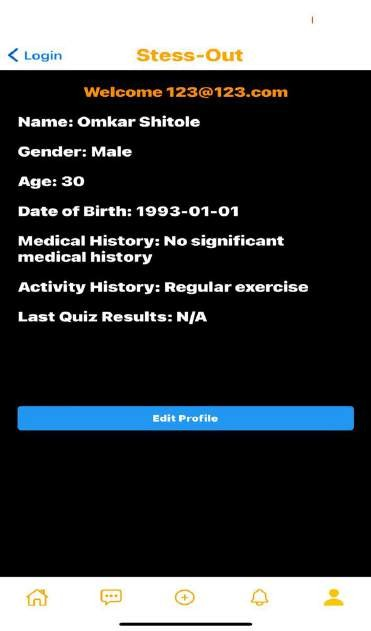 Login
Stess-Out
Welcome 123@123.com
Name: Omkar Shitole
Gender: Male
Age: 30
Date of Birth: 1993-01-01
Medical History: No significant
medical history
Activity History: Regular exercise
Last Quiz Results: N/A
Edit Profile